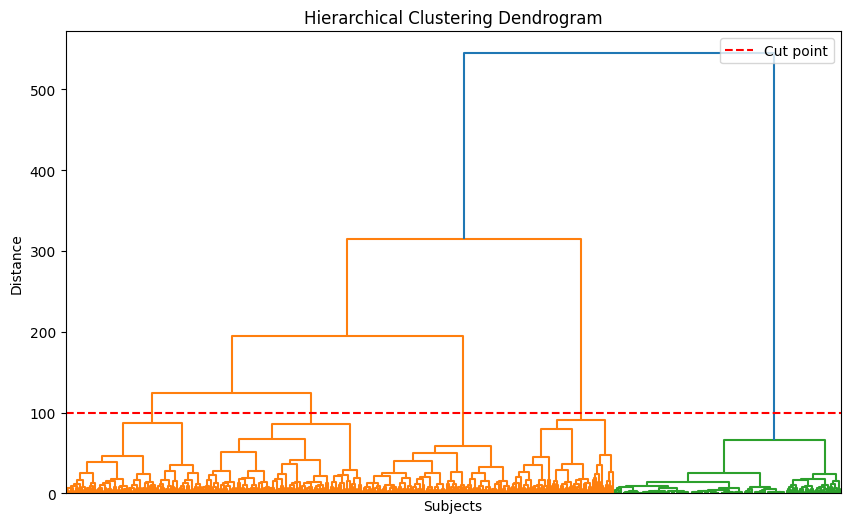 Hierarchical Clustering Dendrogram
Cut point
500
400
300
200
100
0
Distance
Subjects